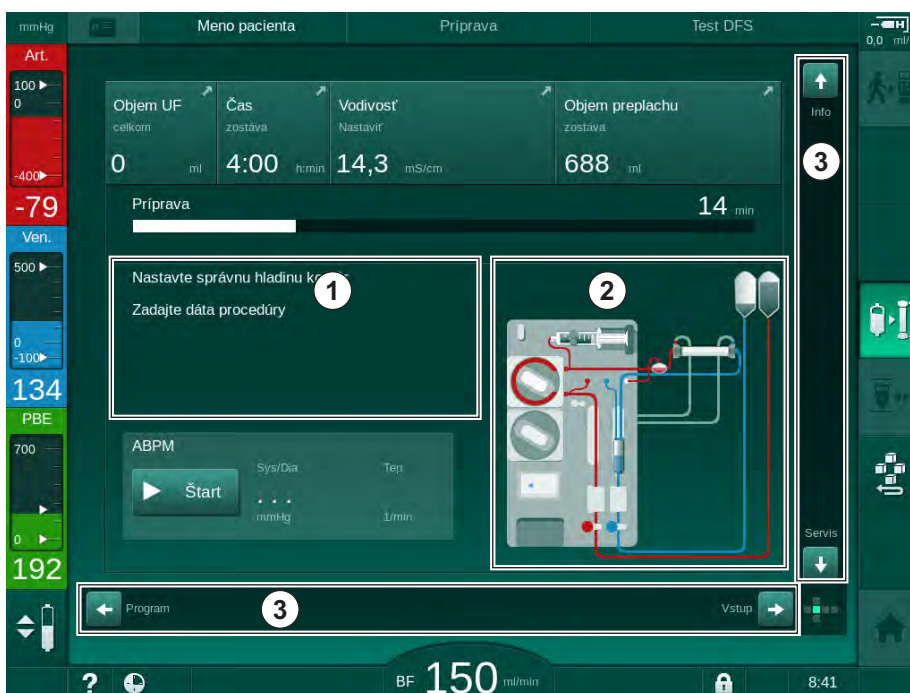 mmHg
Meno pacienta
Príprava
Test DFS
0,0 ml/
Art.
100
0
-400
-79
Ven.
500
0
-100
134
PBE
700
0
192
Objem UF
celkom
0 ml
Čas
zostáva
4:00 h:min
Vodivosť
Nastaviť
14,3 mS/cm
Objem preplachu
zostáva
688 ml
Príprava
14 min
Nastavte správnu hladinu
Zadajte dáta procedúry
1
2
ABPM
Štart
Sys/Dia
. . .
mmHg
Tep
1/min
Info
3
Servis
Program
3
Vstup
?
BF 150 ml/min
8:41